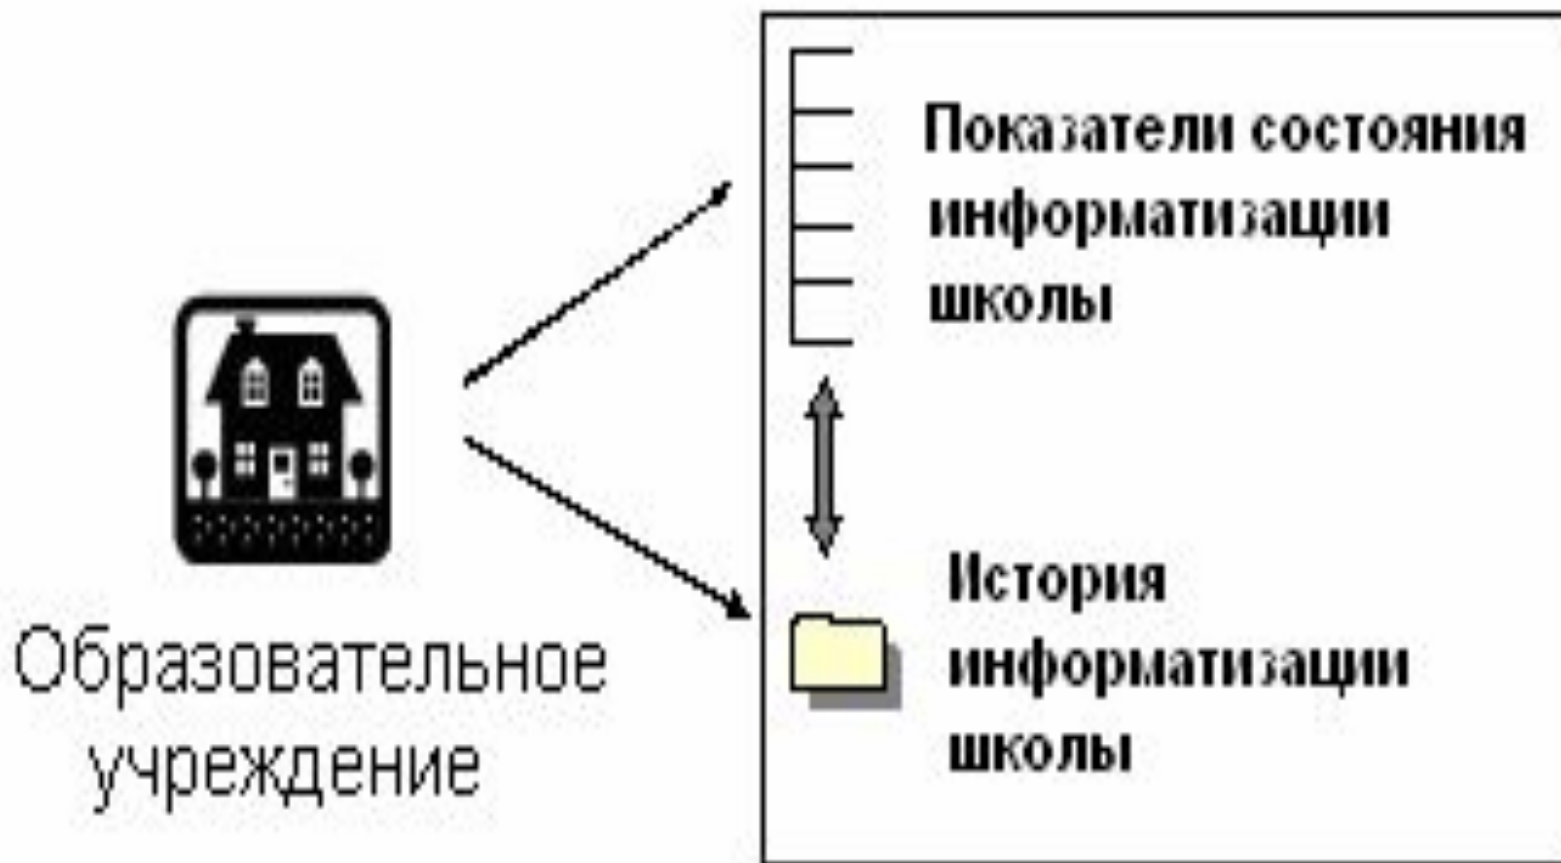 Образовательное
учреждение
Показатели состояния
информатизации
школы
История
информатизации
школы